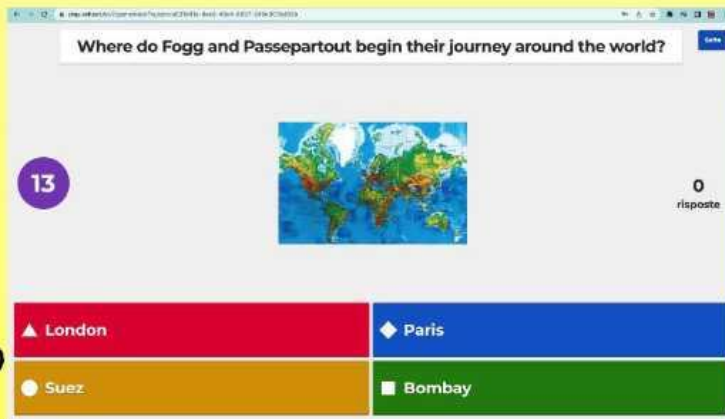 Where do Fogg and Passepartout begin their journey around the world?
13
0
risposte
London
Paris
Suez
Bombay